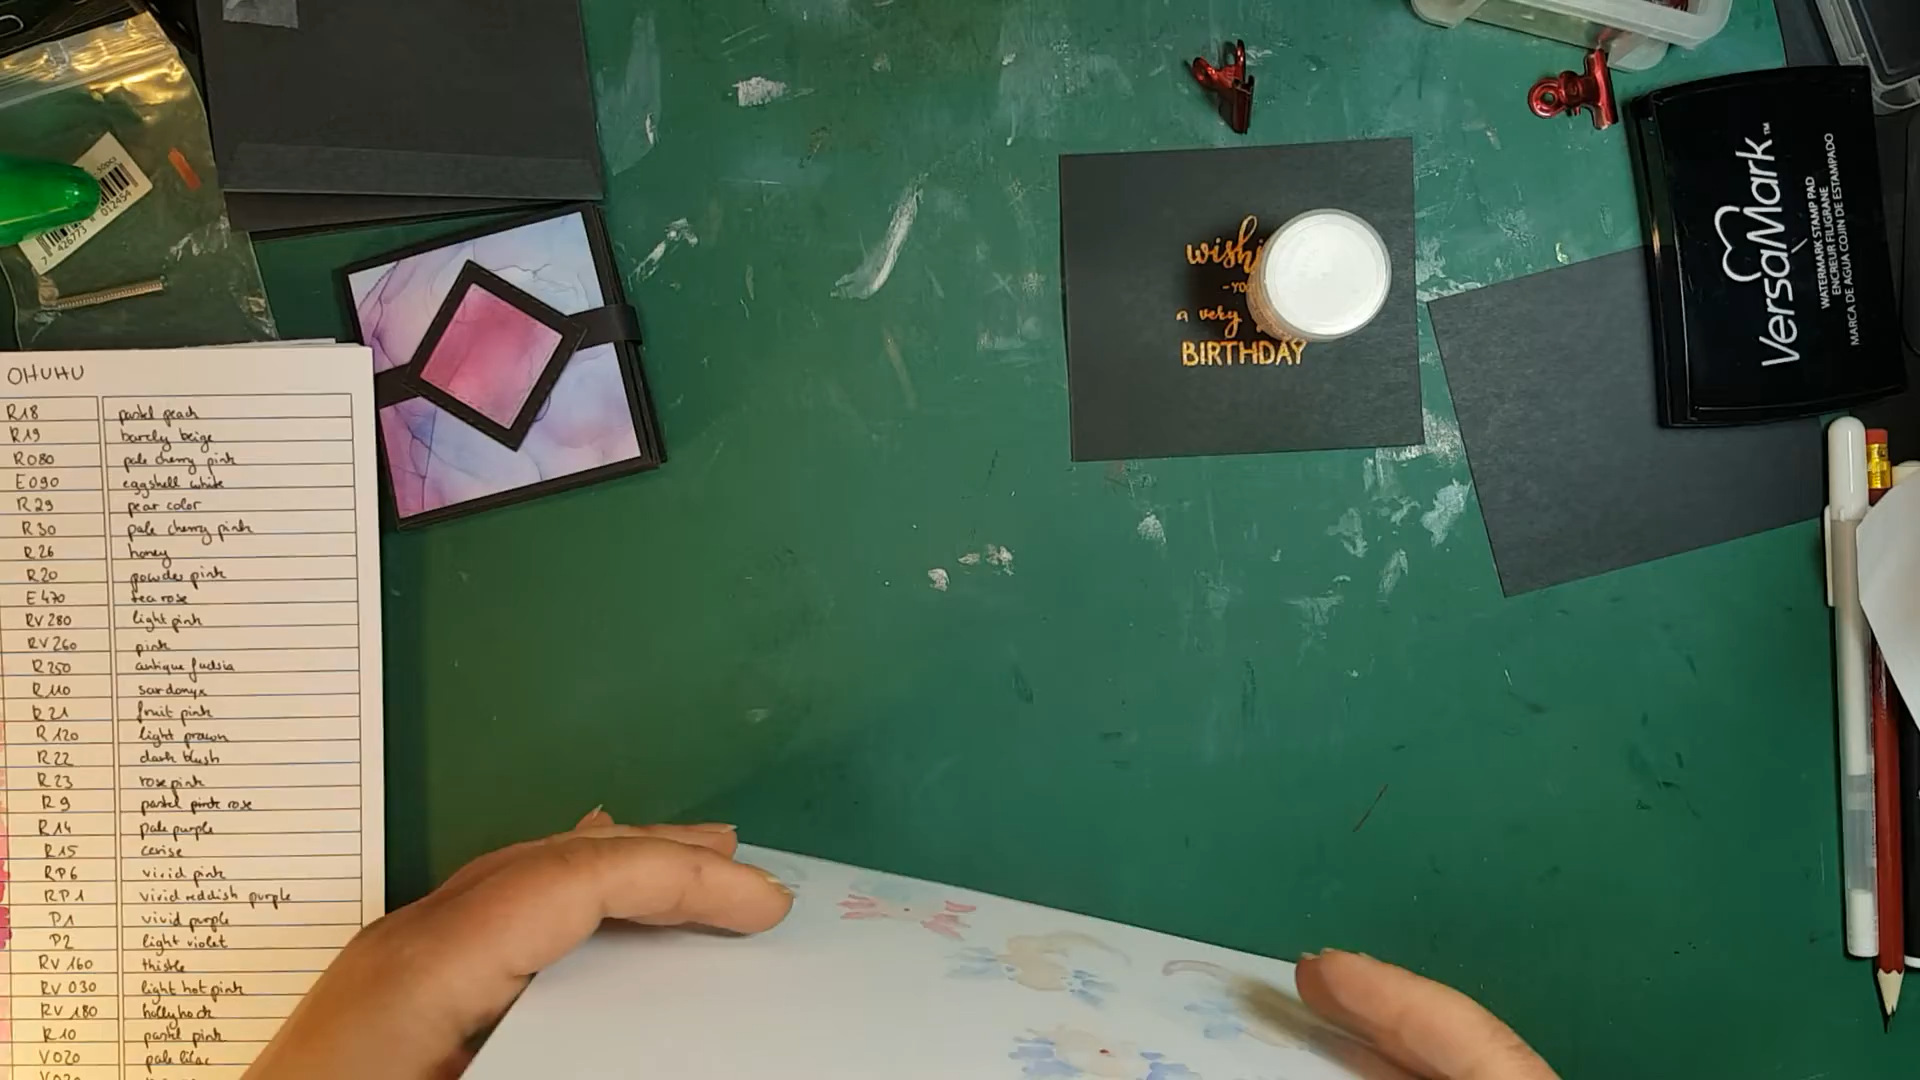 OHUHU
R18 pastel peach
R19 barely beige
R080 pale cherry pink
E090 eggshell white
R29 pear color
R30 pale cherry pink
R26 honey
R20 powder pink
E470 tea rose
RV280 light pink
RV260 pink
R250 antique fuchsia
R110 sardonyx
R21 fruit pink
R120 light prawn
R22 dark blush
R23 rose pink
R9 pastel pink rose
R14 pale purple
R15 cerise
RP6 vivid pink
RP1 vivid reddish purple
P1 vivid purple
P2 light violet
RV160 thistle
RV030 light hot pink
RV180 hollyhock
R10 pastel pink
V020 pale lilac
012454
7 426773
wishi
-YO
a very
BIRTHDAY
VersaMark™
WATERMARK STAMP PAD
ENCREUR FILIGRANE
MARCA DE AGUA COJIN DE ESTAMPADO